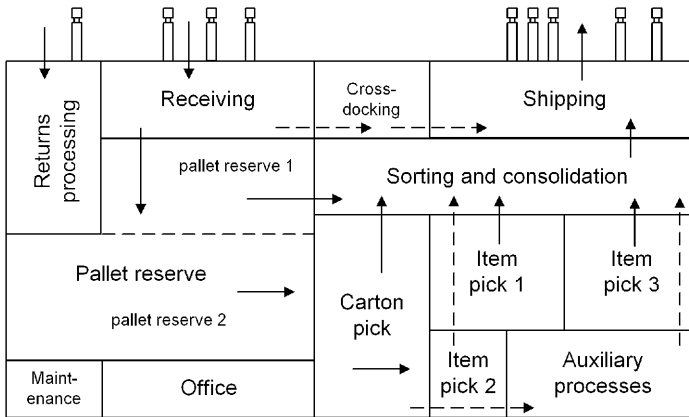 Returns
processing
Receiving
Cross-
docking
Shipping
pallet reserve 1
Sorting and consolidation
Pallet reserve
pallet reserve 2
Carton
pick
Item
pick 1
Item
pick 3
Maint-
enance
Office
Item
pick 2
Auxiliary
processes